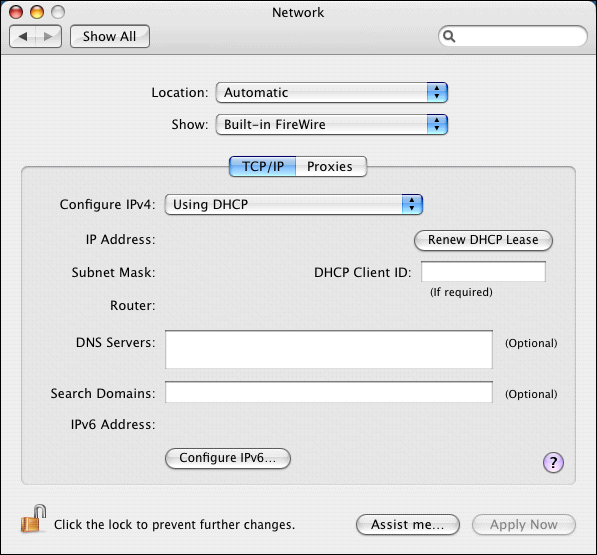 Network
Show All
Location: Automatic
Show: Built-in FireWire
TCP/IP Proxies
Configure IPv4: Using DHCP
IP Address: Renew DHCP Lease
Subnet Mask: DHCP Client ID:
(If required)
Router:
DNS Servers: (Optional)
Search Domains: (Optional)
IPv6 Address:
Configure IPv6... ?
Click the lock to prevent further changes. Assist me... Apply Now